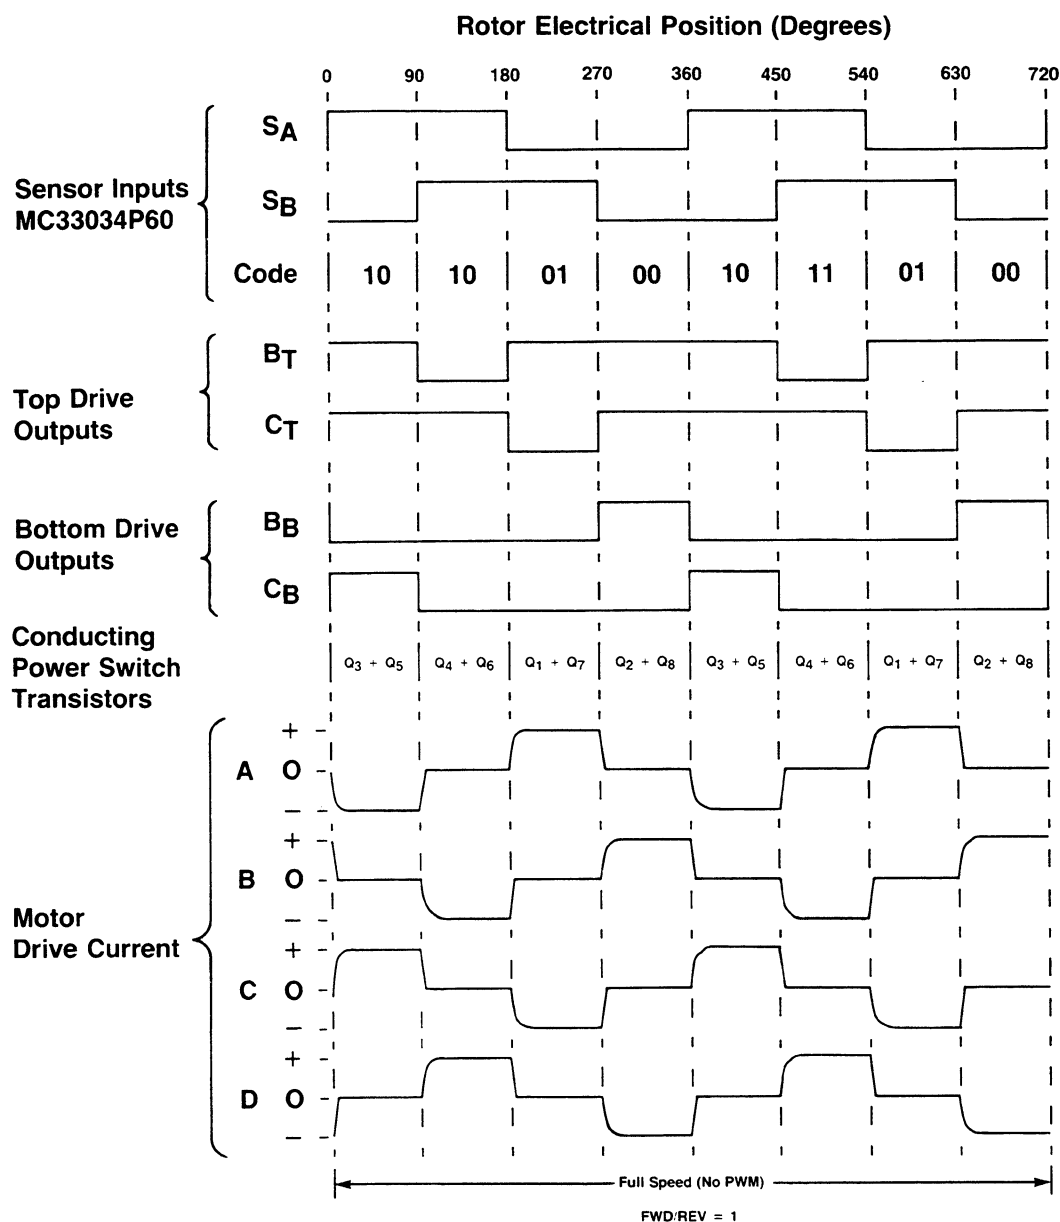 Rotor Electrical Position (Degrees)
0 90 180 270 360 450 540 630 720
SA
Sensor Inputs
MC33034P60
SB
Code 10 10 01 00 10 11 01 00
BT
Top Drive
Outputs
CT
Bottom Drive
Outputs
BB
CB
Conducting
Power Switch
Transistors
Q3 + Q5 Q4 + Q6 Q1 + Q7 Q2 + Q8 Q3 + Q5 Q4 + Q6 Q1 + Q7 Q2 + Q8
+
A O
–
+
B O
–
Motor
Drive Current
+
C O
–
+
D O
–
Full Speed (No PWM)
FWD/REV = 1